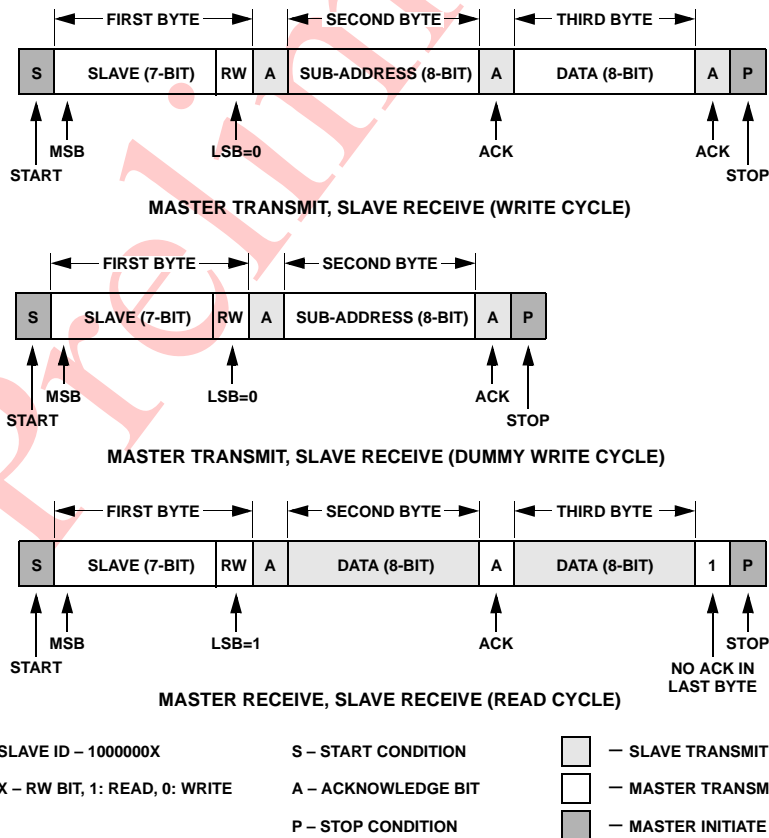 FIRST BYTE SECOND BYTE THIRD BYTE
S SLAVE (7-BIT) RW A SUB-ADDRESS (8-BIT) A DATA (8-BIT) A P
MSB LSB=0 ACK ACK
START STOP
MASTER TRANSMIT, SLAVE RECEIVE (WRITE CYCLE)
FIRST BYTE SECOND BYTE
S SLAVE (7-BIT) RW A SUB-ADDRESS (8-BIT) A P
MSB LSB=0 ACK
START STOP
MASTER TRANSMIT, SLAVE RECEIVE (DUMMY WRITE CYCLE)
FIRST BYTE SECOND BYTE THIRD BYTE
S SLAVE (7-BIT) RW A DATA (8-BIT) A DATA (8-BIT) 1 P
MSB LSB=1 ACK STOP
START NO ACK IN
LAST BYTE
MASTER RECEIVE, SLAVE RECEIVE (READ CYCLE)
SLAVE ID – 1000000X S – START CONDITION – SLAVE TRANSMIT
X – RW BIT, 1: READ, 0: WRITE A – ACKNOWLEDGE BIT – MASTER TRANSM
P – STOP CONDITION – MASTER INITIATE
Prelim